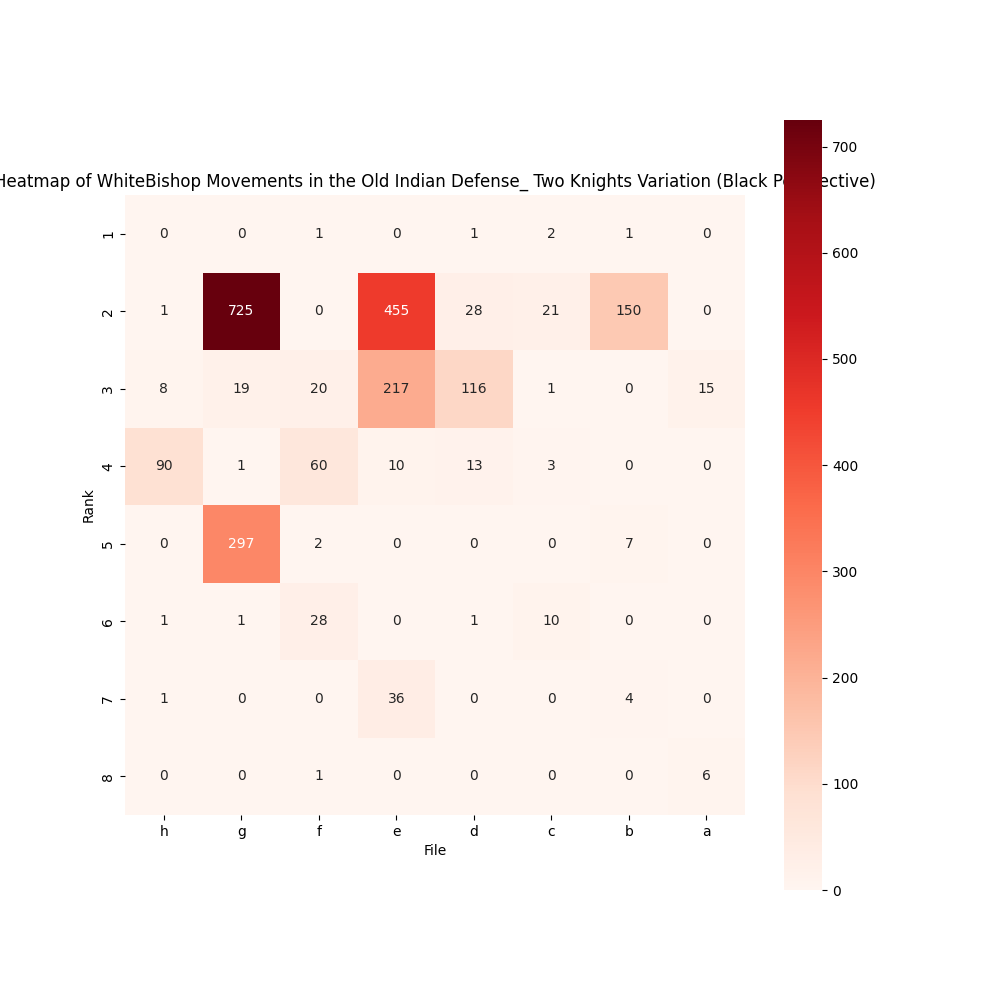 Heatmap of WhiteBishop Movements in the Old Indian Defense_ Two Knights Variation (Black
1 0 0 1 0 1 2 1 0
2 1 725 0 455 28 21 150 0
3 8 19 20 217 116 1 0 15
4 90 1 60 10 13 3 0 0
Rank
5 0 297 2 0 0 0 7 0
6 1 1 28 0 1 10 0 0
7 1 0 0 36 0 0 4 0
8 0 0 1 0 0 0 0 6
h g f e d c b a
File
700
600
500
400
300
200
100
0